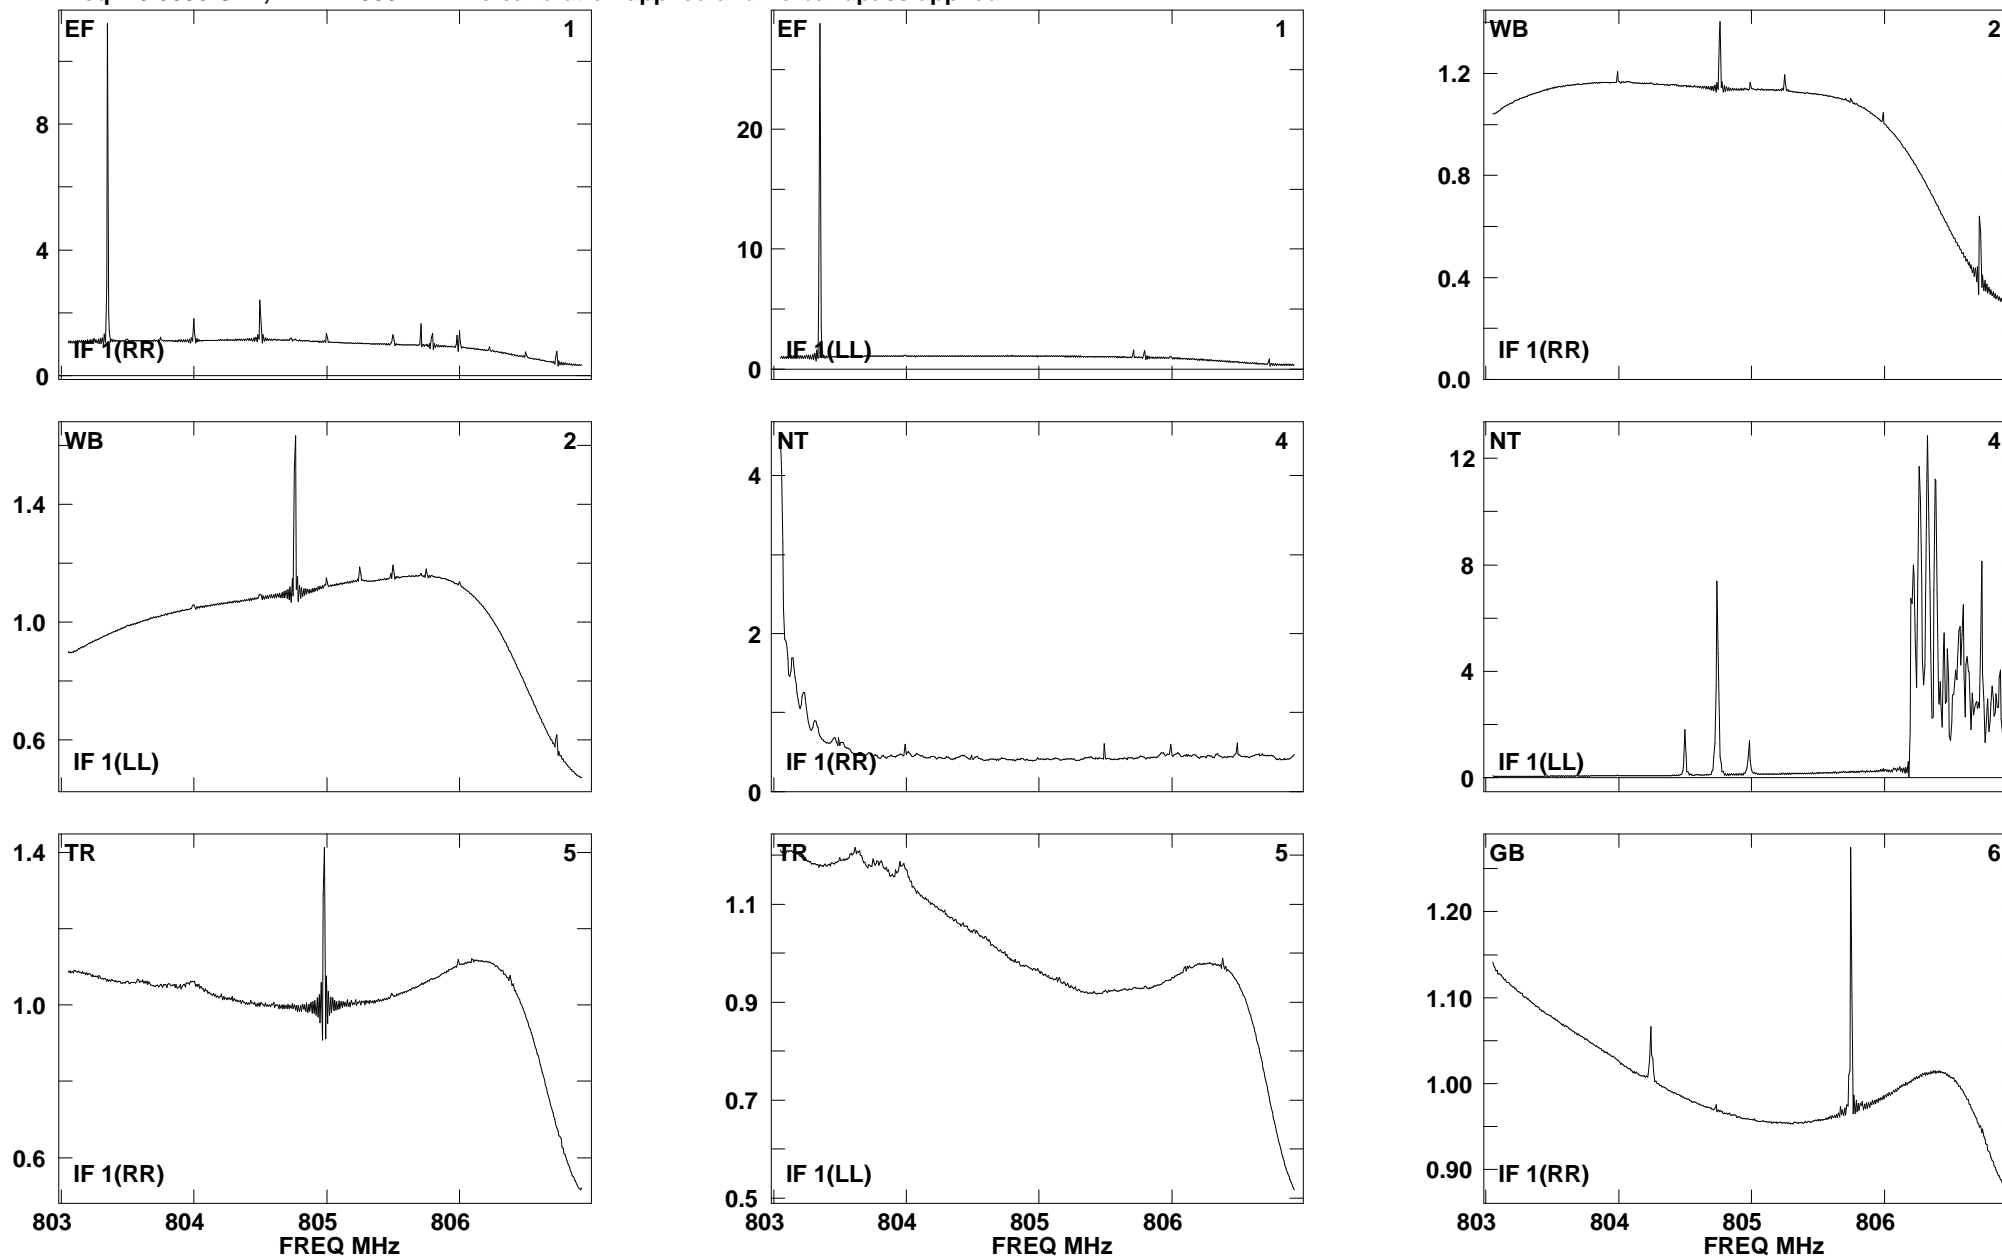 EF 1
8
4
0
IF 1(RR)
EF 1
20
10
0
IF 1(LL)
WB 2
1.2
0.8
0.4
0.0
IF 1(RR)
WB 2
1.4
1.0
0.6
IF 1(LL)
NT 4
4
2
0
IF 1(RR)
NT 4
12
8
4
0
IF 1(LL)
TR 5
1.4
1.0
0.6
IF 1(RR)
803 804 805 806
FREQ MHz
TR 5
1.1
0.9
0.7
0.5
IF 1(LL)
803 804 805 806
FREQ MHz
GB 6
1.20
1.10
1.00
0.90
IF 1(RR)
803 804 805 806
FREQ MHz